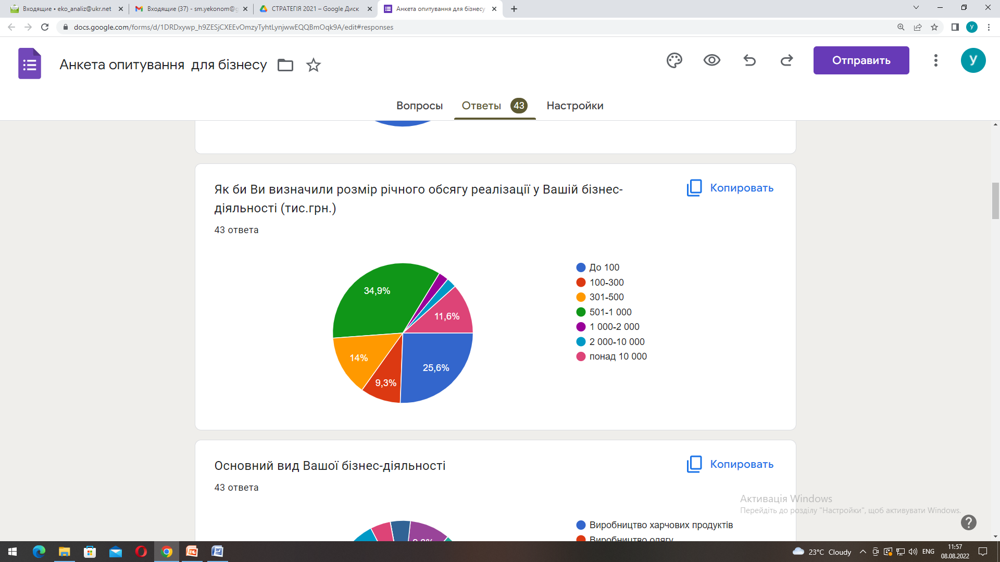 Входящие • eko_analiz@ukr.net
Входящие (37) - sm.yekonom@g
СТРАТЕГІЯ 2021 – Google Диск
Анкета опитування для бізнесу
docs.google.com/forms/d/1DRDxywp_h9ZESjCXEEvOmzyTyhtLynjwwEQQBmOqk9A/edit#responses
У
Анкета опитування для бізнесу
Отправить
У
Вопросы
Ответы 43
Настройки
Як би Ви визначили розмір річного обсягу реалізації у Вашій бізнес-
діяльності (тис.грн.)
Копировать
43 ответа
34,9%
11,6%
14%
25,6%
9,3%
До 100
100-300
301-500
501-1 000
1 000-2 000
2 000-10 000
понад 10 000
Основний вид Вашої бізнес-діяльності
Копировать
43 ответа
Виробництво харчових продуктів
Виробництво одягу
Активація Windows
Перейдіть до розділу "Настройки", щоб активувати Windows.
23°C Cloudy
ENG
11:57
08.08.2022